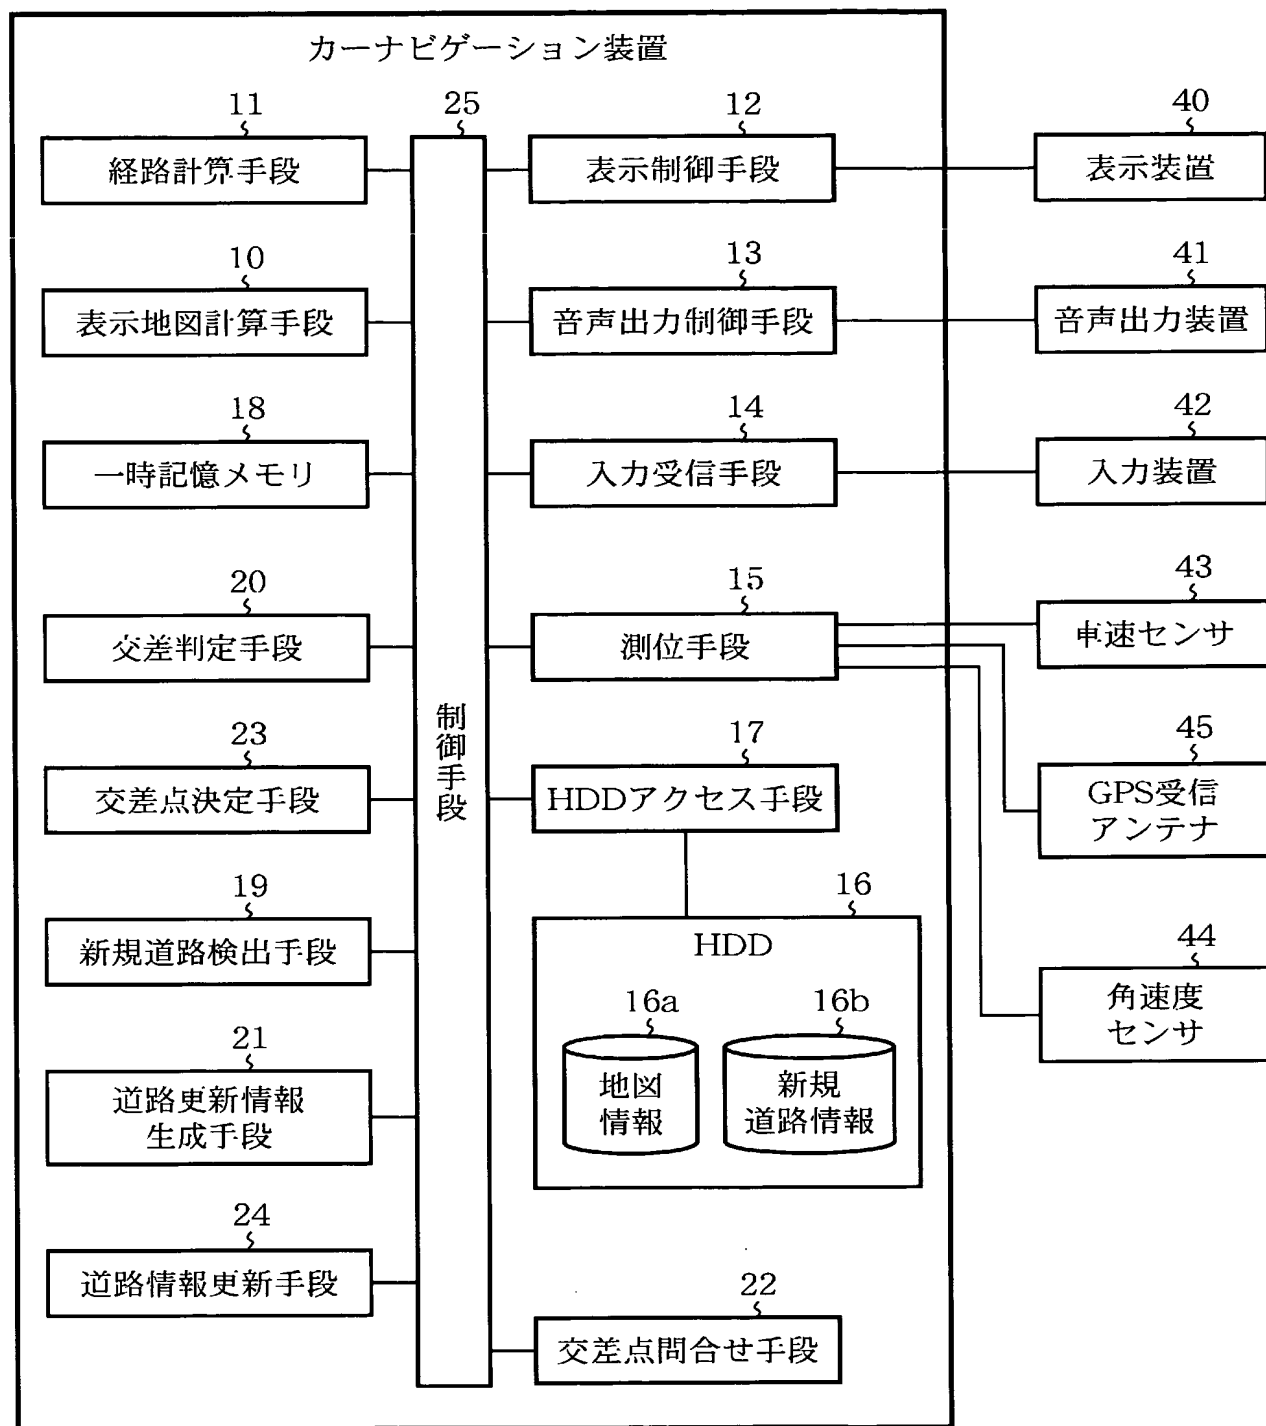 カーナビゲーション装置
11
経路計算手段
10
表示地図計算手段
18
一時記憶メモリ
20
交差判定手段
23
交差点決定手段
19
新規道路検出手段
21
道路更新情報
生成手段
24
道路情報更新手段
25
制御手段
12
表示制御手段
13
音声出力制御手段
14
入力受信手段
15
測位手段
17
HDDアクセス手段
16
HDD
16a
地図
情報
16b
新規
道路情報
22
交差点問合せ手段
40
表示装置
41
音声出力装置
42
入力装置
43
車速センサ
45
GPS受信
アンテナ
44
角速度
センサ